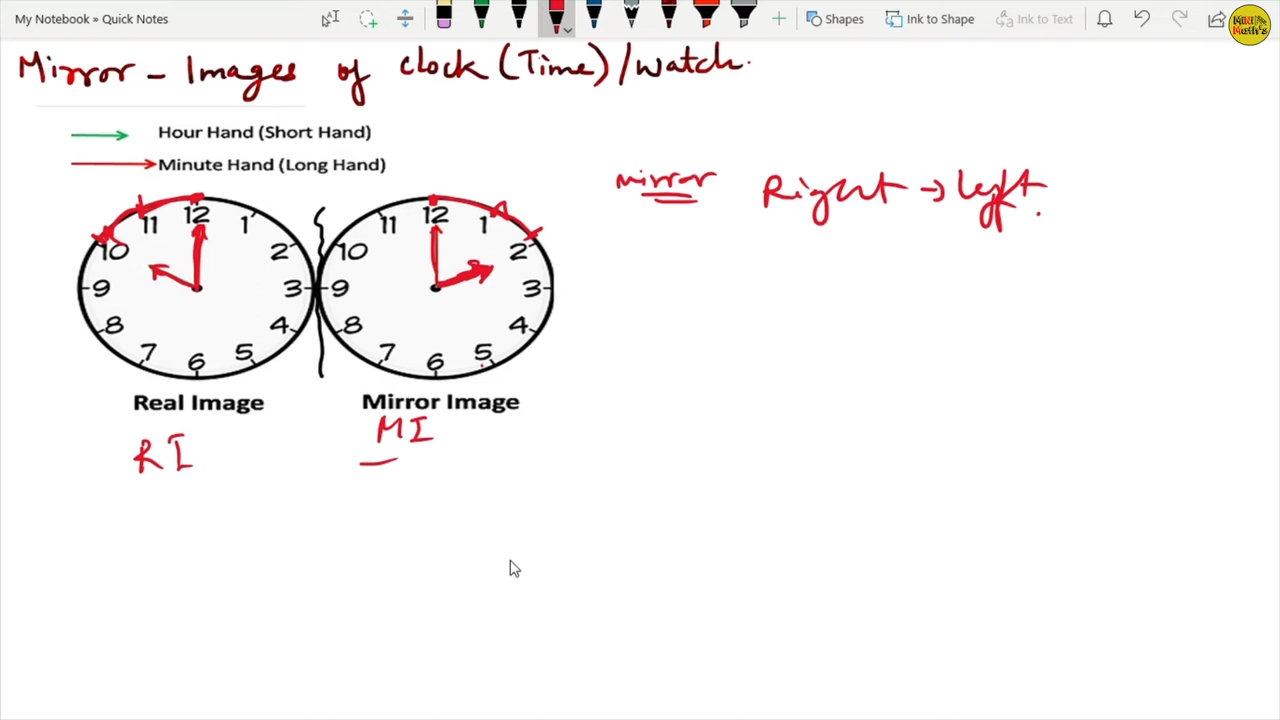 My Notebook » Quick Notes
Shapes
Ink to Shape
Ink to Text
Mirror - Images of clock (Time) / watch.
Hour Hand (Short Hand)
Minute Hand (Long Hand)
mirror Right → left
12 1 2 3 4 5 6 7 8 9 10 11
12 1 2 3 4 5 6 7 8 9 10 11
Real Image
Mirror Image
RI
MI